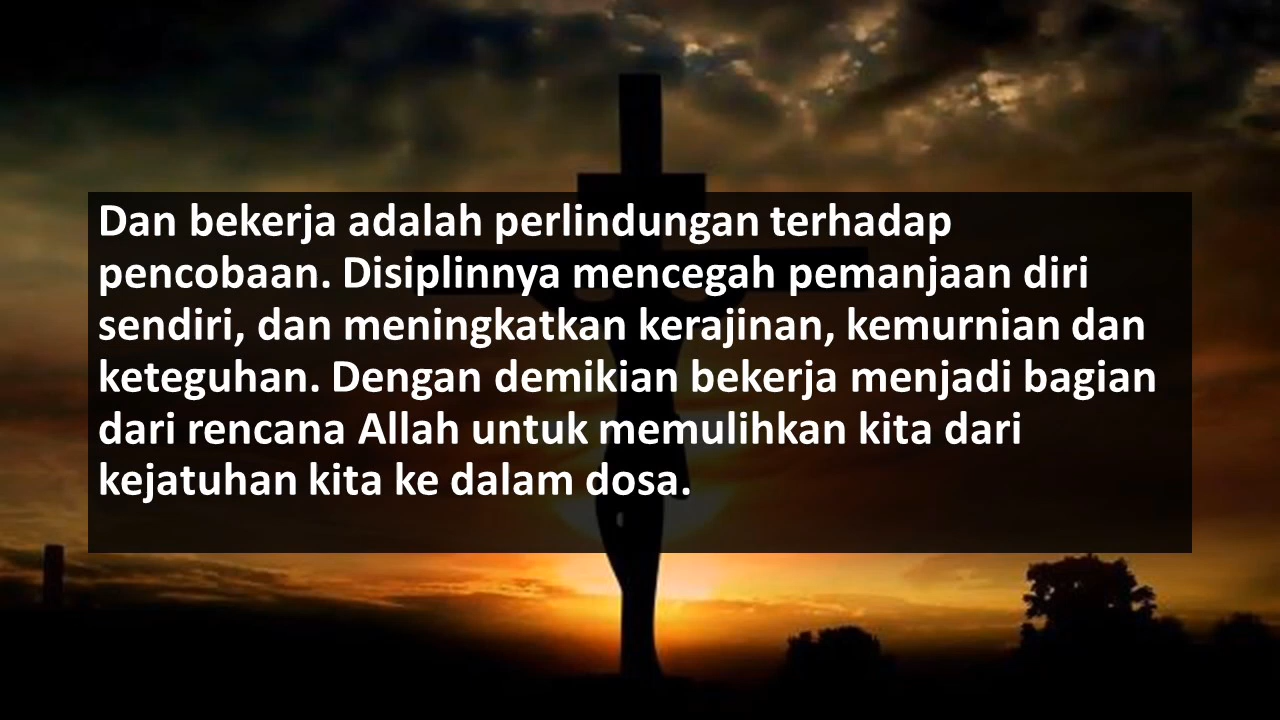 Dan bekerja adalah perlindungan terhadap
pencobaan. Disiplinnya mencegah pemanjaan diri
sendiri, dan meningkatkan kerajinan, kemurnian dan
keteguhan. Dengan demikian bekerja menjadi bagian
dari rencana Allah untuk memulihkan kita dari
kejatuhan kita ke dalam dosa.